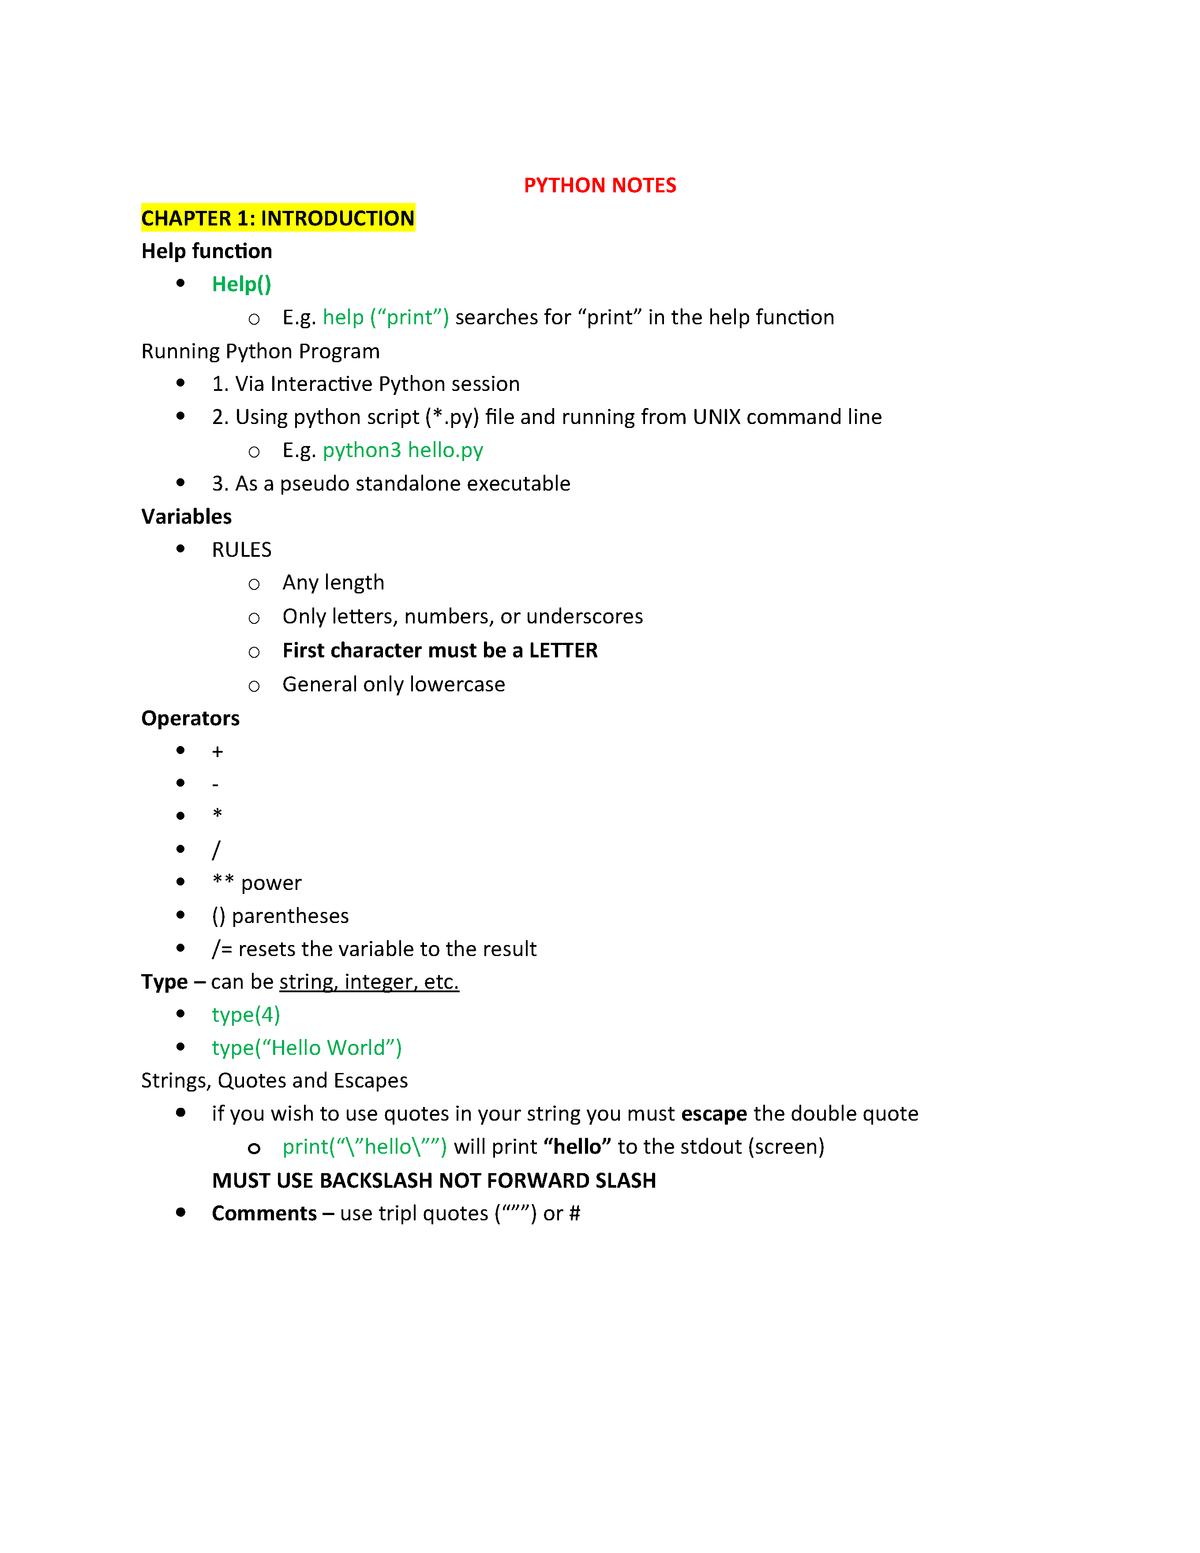 PYTHON NOTES
CHAPTER 1: INTRODUCTION
Help function
• Help()
o E.g. help (“print”) searches for “print” in the help function
Running Python Program
• 1. Via Interactive Python session
• 2. Using python script (*.py) file and running from UNIX command line
o E.g. python3 hello.py
• 3. As a pseudo standalone executable
Variables
• RULES
o Any length
o Only letters, numbers, or underscores
o First character must be a LETTER
o General only lowercase
Operators
• +
• -
• *
• /
• ** power
• () parentheses
• /= resets the variable to the result
Type – can be string, integer, etc.
• type(4)
• type(“Hello World”)
Strings, Quotes and Escapes
• if you wish to use quotes in your string you must escape the double quote
o print(“\”hello\””) will print “hello” to the stdout (screen)
MUST USE BACKSLASH NOT FORWARD SLASH
• Comments – use tripl quotes (“””) or #